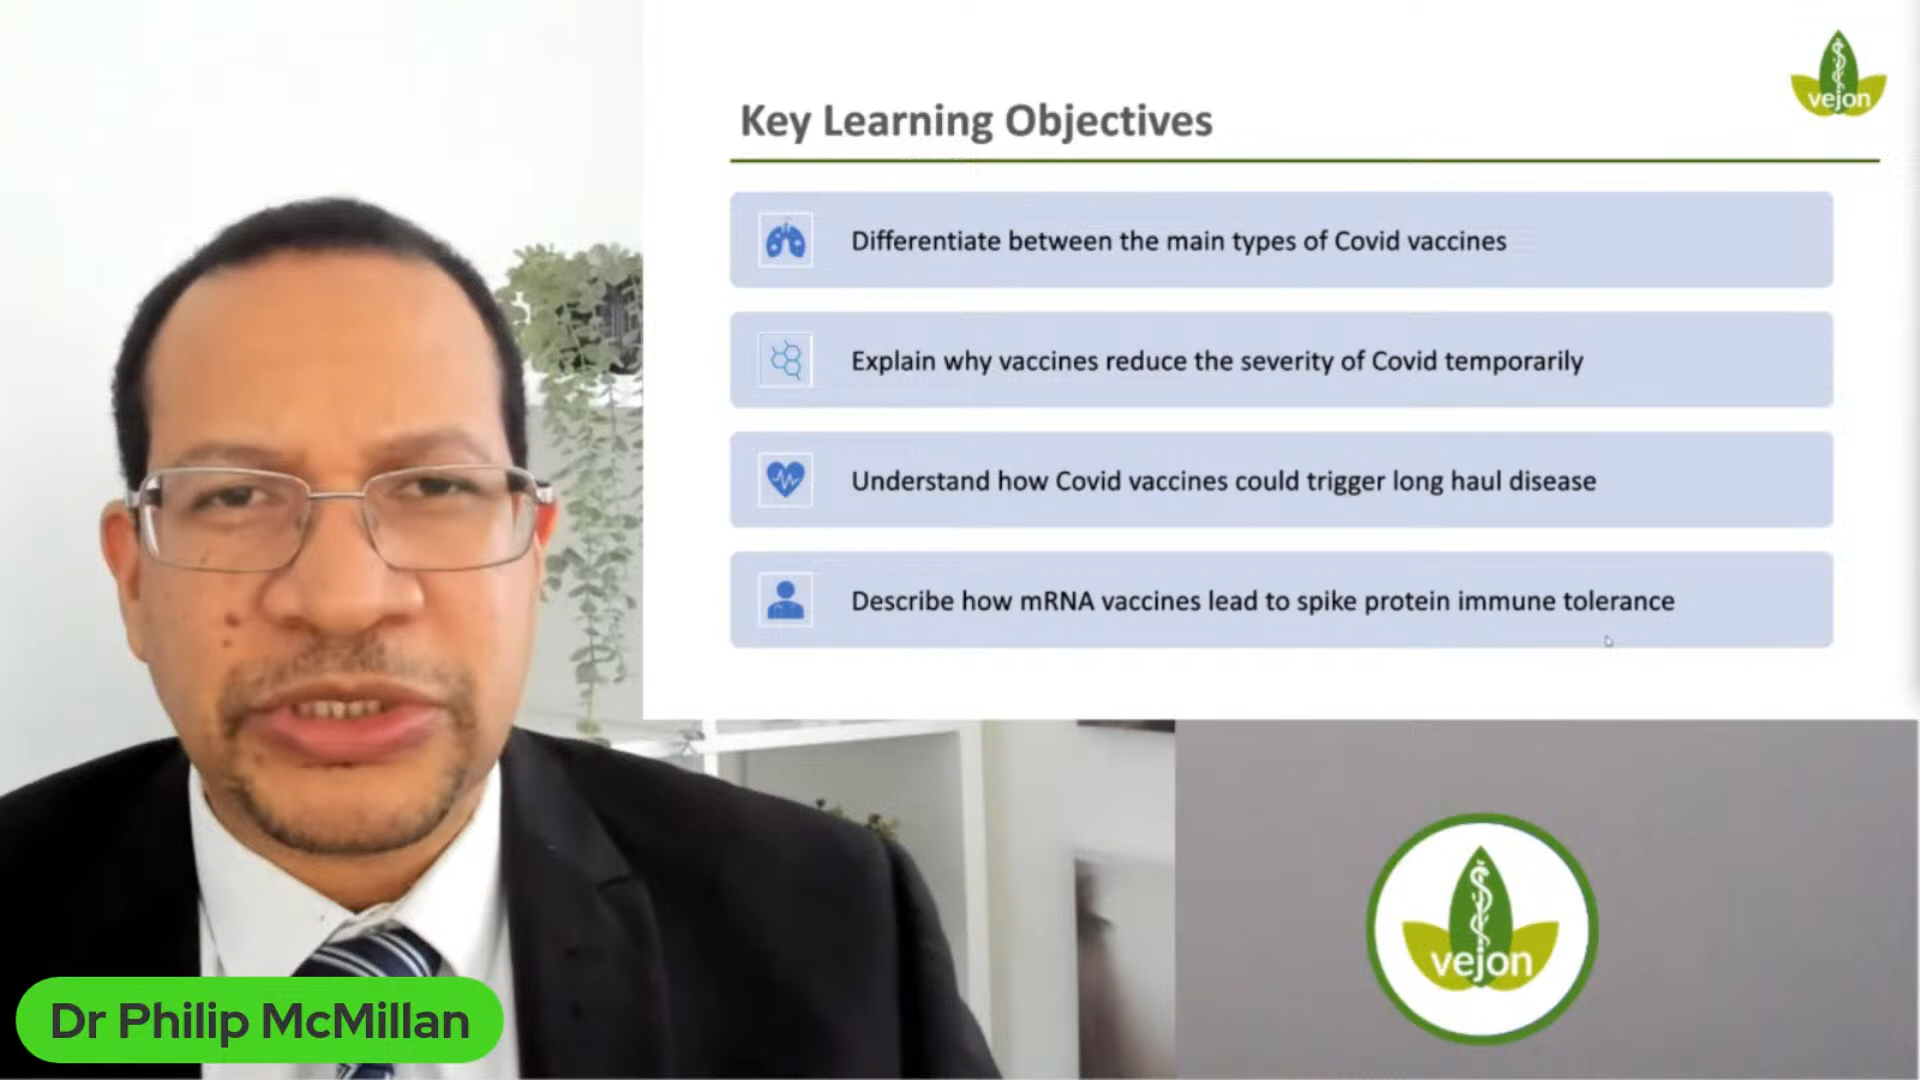 vejon
Key Learning Objectives
Differentiate between the main types of Covid vaccines
Explain why vaccines reduce the severity of Covid temporarily
Understand how Covid vaccines could trigger long haul disease
Describe how mRNA vaccines lead to spike protein immune tolerance
vejon
Dr Philip McMillan